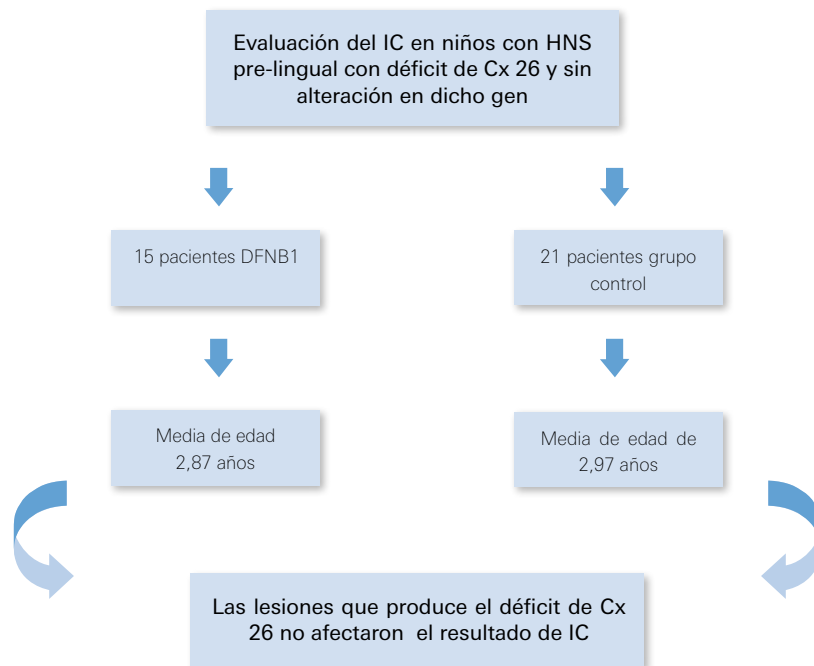 Evaluación del IC en niños con HNS
pre-lingual con déficit de Cx 26 y sin
alteración en dicho gen
15 pacientes DFNB1
21 pacientes grupo
control
Media de edad
2,87 años
Media de edad de
2,97 años
Las lesiones que produce el déficit de Cx
26 no afectaron el resultado de IC